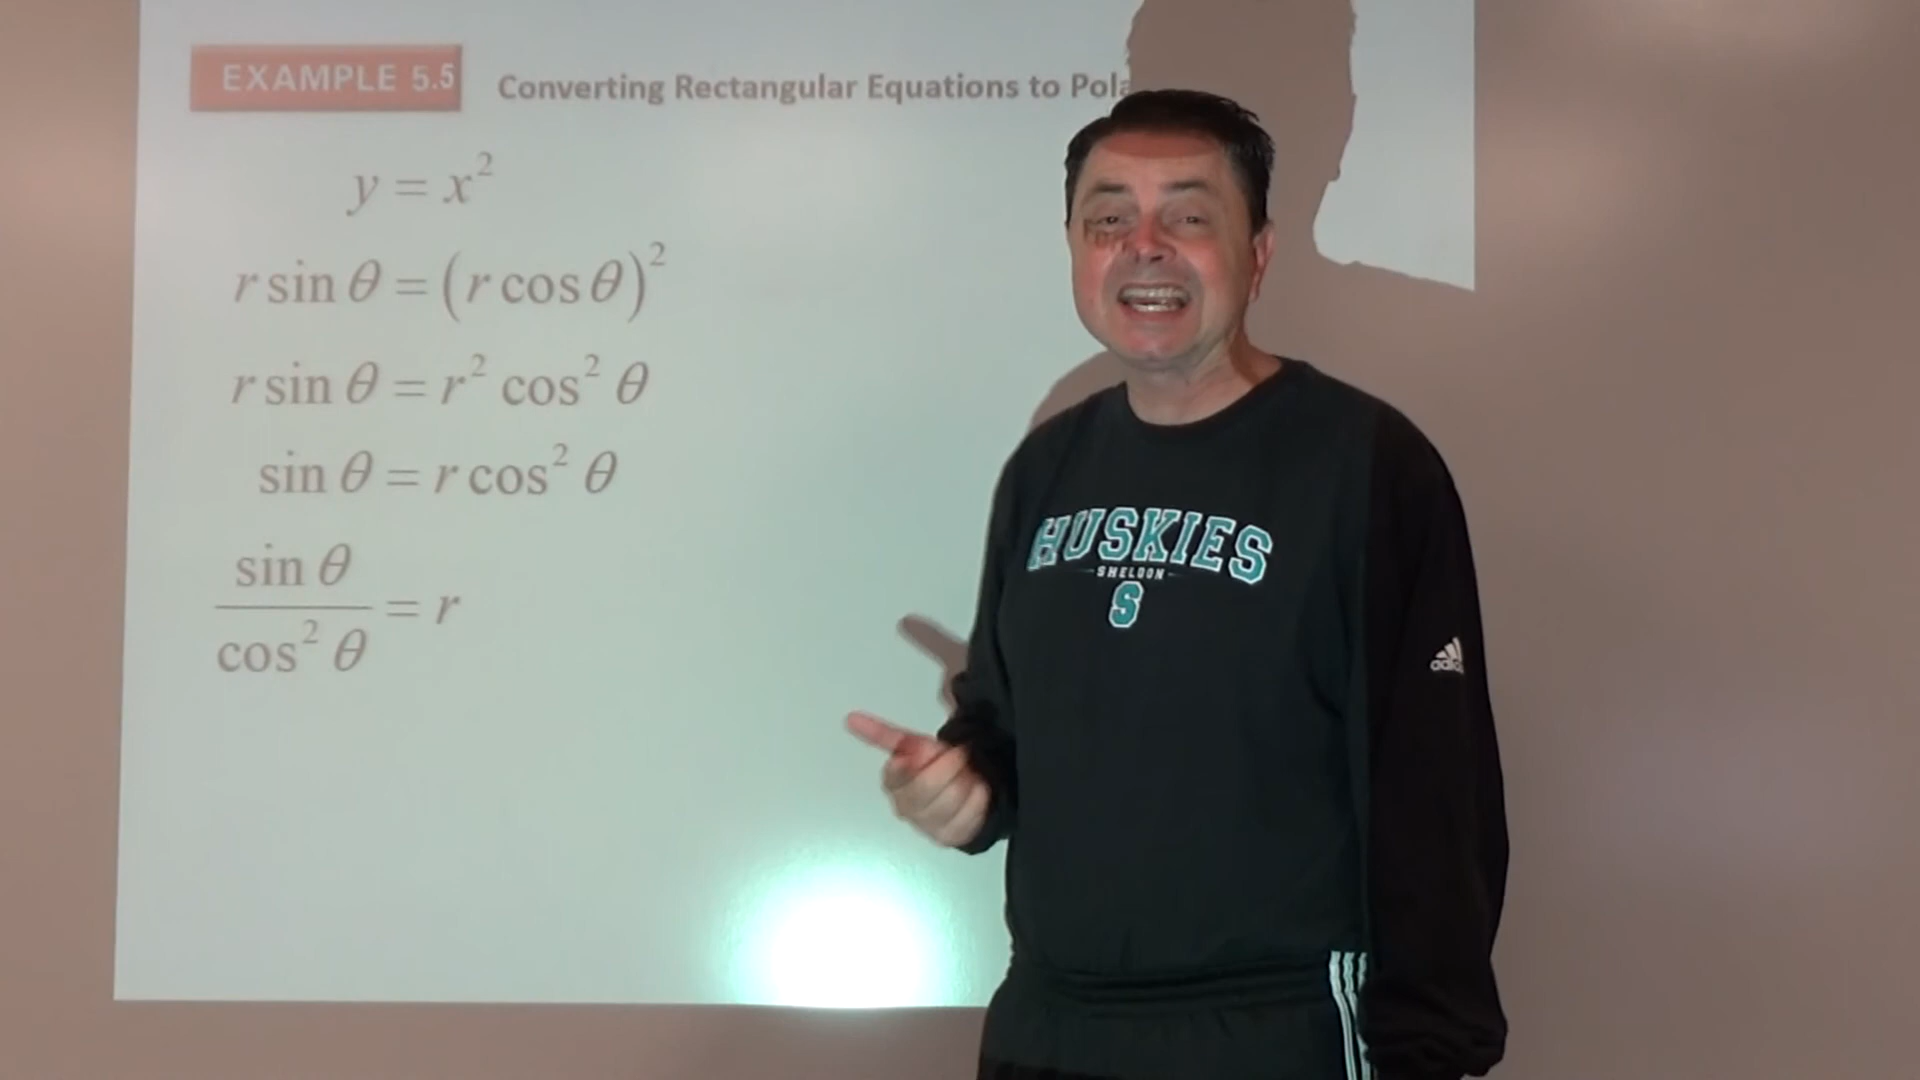 EXAMPLE 5.5
Converting Rectangular Equations to
y = x²
r sin θ = (r cos θ)²
r sin θ = r² cos² θ
sin θ = r cos² θ
sin θ / cos² θ = r
HUSKIES
SHELDON
S
adidas